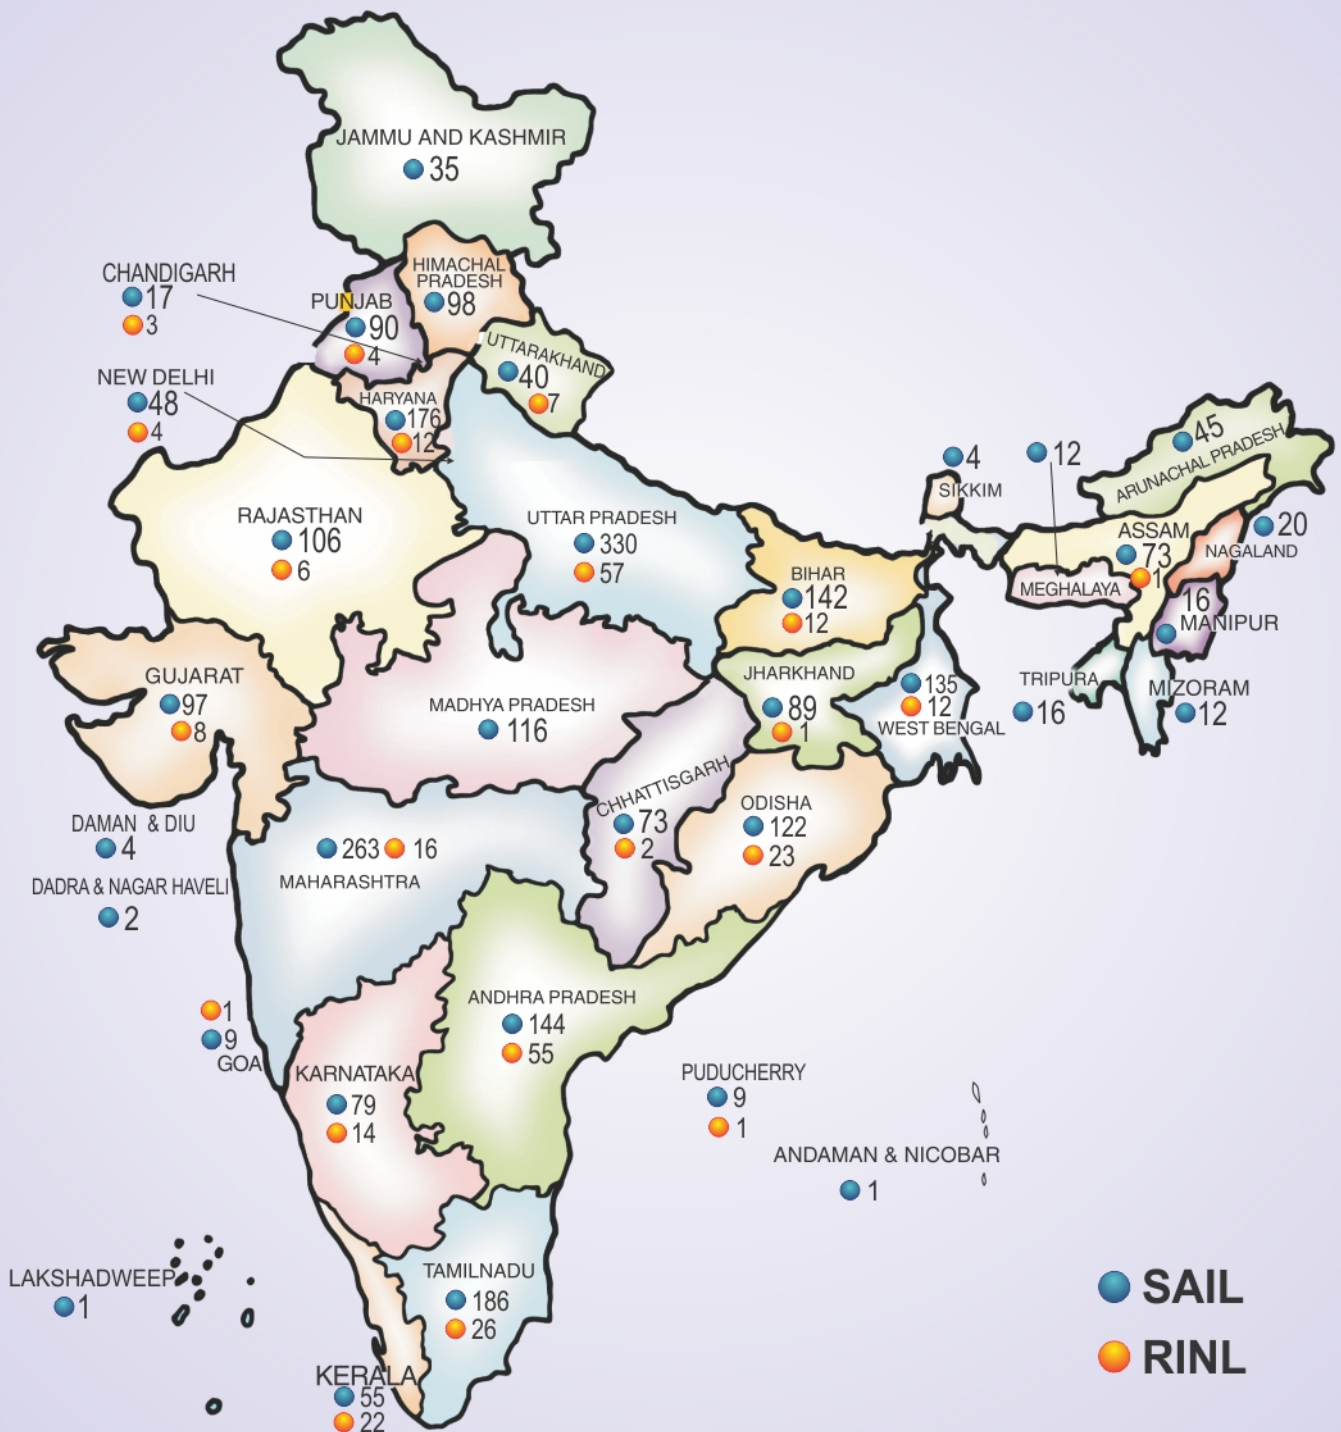 JAMMU AND KASHMIR
35
HIMACHAL
PRADESH
98
CHANDIGARH
17
3
PUNJAB
90
4
UTTARAKHAND
40
7
NEW DELHI
48
4
HARYANA
176
12
45
ARUNACHAL PRADESH
4
SIKKIM
12
MEGHALAYA
RAJASTHAN
106
6
UTTAR PRADESH
330
57
ASSAM
73
1
20
NAGALAND
BIHAR
142
12
16
MANIPUR
GUJARAT
97
8
MADHYA PRADESH
116
JHARKHAND
89
1
135
12
WEST BENGAL
TRIPURA
16
MIZORAM
12
CHHATTISGARH
73
2
ODISHA
122
23
DAMAN & DIU
4
DADRA & NAGAR HAVELI
2
263 16
MAHARASHTRA
1
9
GOA
ANDHRA PRADESH
144
55
KARNATAKA
79
14
PUDUCHERRY
9
1
ANDAMAN & NICOBAR
1
LAKSHADWEEP
1
TAMILNADU
186
26
KERALA
55
22
SAIL
RINL